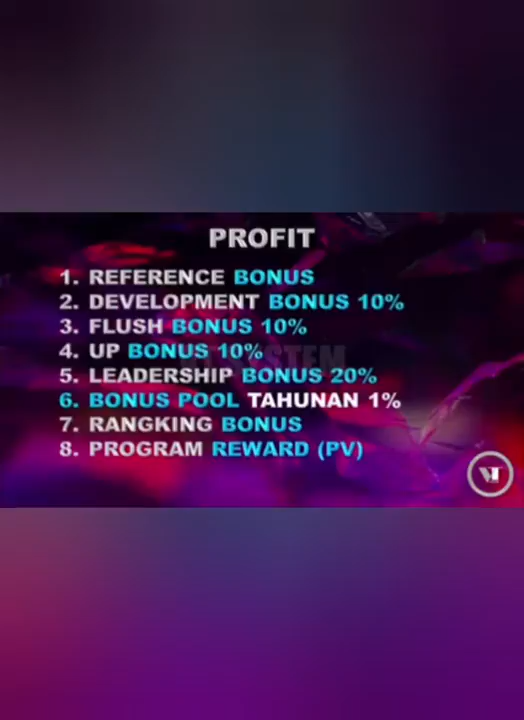 PROFIT
1. REFERENCE BONUS
2. DEVELOPMENT BONUS 10%
3. FLUSH BONUS 10%
4. UP BONUS 10%
5. LEADERSHIP BONUS 20%
6. BONUS POOL TAHUNAN 1%
7. RANGKING BONUS
8. PROGRAM REWARD (PV)